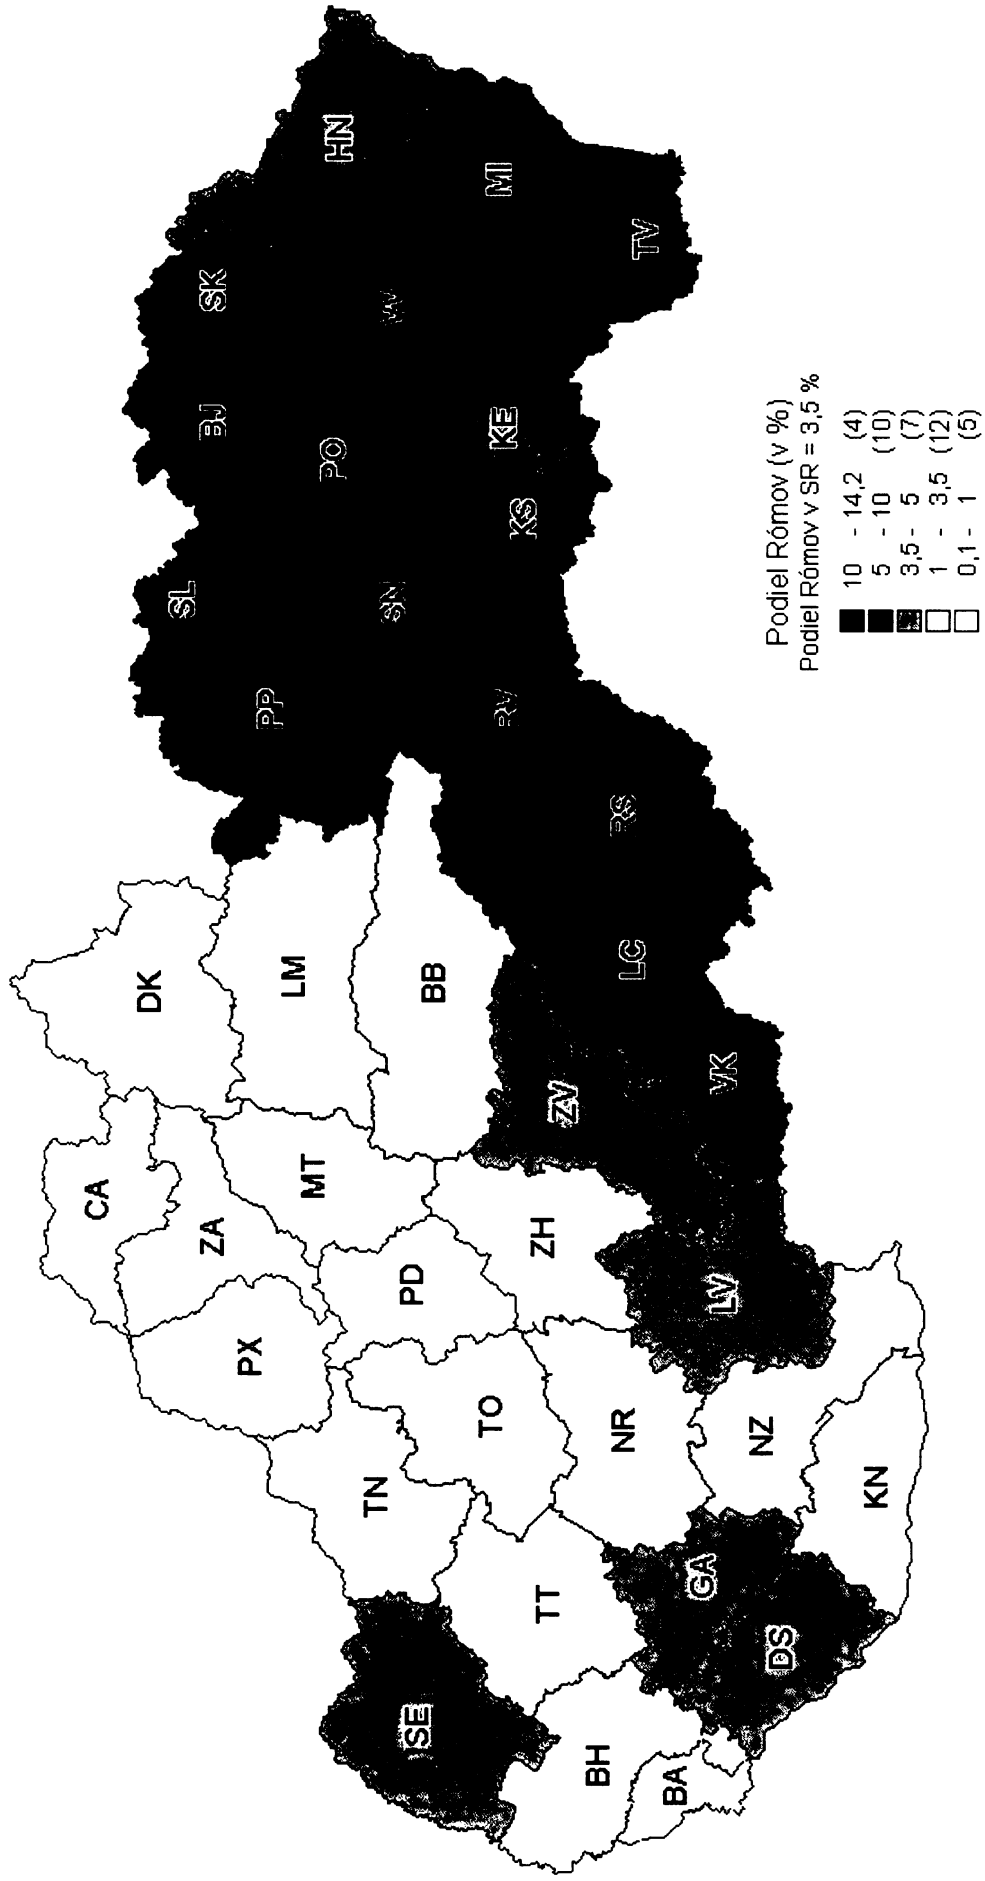 CA
DK
ZA
PX
MT
LM
TN
PD
BB
TO
ZH
SE
TT
NR
ZV
BH
GA
LV
LC
BA
DS
NZ
VK
KN
PP
SL
BJ
SK
HN
PO
SN
VV
MI
RV
KS
KE
RS
TV
Podiel Rómov (v %)
Podiel Rómov v SR = 3,5 %
10 - 14,2 (4)
5 - 10 (10)
3,5 - 5 (7)
1 - 3,5 (12)
0,1 - 1 (5)